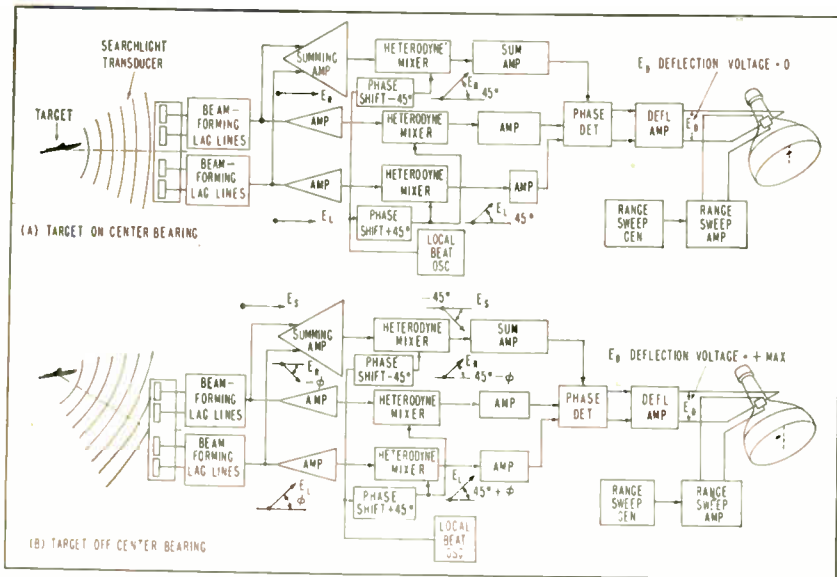 SEARCHLIGHT
TRANSDUCER
TARGET
BEAM-
FORMING
LAG LINES
BEAM-FORMING
LAG LINES
SUMMING
AMP
HETERODYNE
MIXER
SUM
AMP
PHASE
SHIFT-45°
E_R
45°
E_R
AMP
HETERODYNE
MIXER
AMP
PHASE
DET
DEFL
AMP
E_D DEFLECTION VOLTAGE = 0
E_D
AMP
HETERODYNE
MIXER
AMP
E_L
PHASE
SHIFT+45°
E_L
45°
LOCAL
BEAT
OSC
RANGE
SWEEP
GEN
RANGE
SWEEP
AMP
(A) TARGET ON CENTER BEARING
E_S
SUMMING
AMP
HETERODYNE
MIXER
-45°
E_S
SUM
AMP
PHASE
SHIFT-45°
E_R
45°-Φ
E_R
-Φ
BEAM-
FORMING
LAG LINES
BEAM
FORMING
LAG LINES
AMP
HETERODYNE
MIXER
AMP
PHASE
DET
DEFL
AMP
E_D DEFLECTION VOLTAGE = + MAX
E_D
AMP
HETERODYNE
MIXER
AMP
E_L
Φ
PHASE
SHIFT+45°
E_L
45° + Φ
LOCAL
BEAT
OSC
RANGE
SWEEP
GEN
RANGE
SWEEP
AMP
(B) TARGET OFF CENTER BEARING